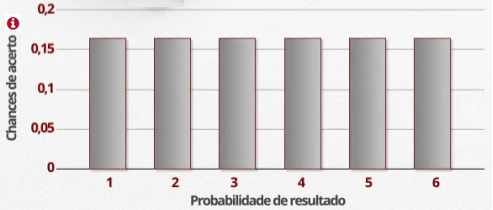 0,2
0,15
0,1
0,05
0
Chances de acerto
1 2 3 4 5 6
Probabilidade de resultado